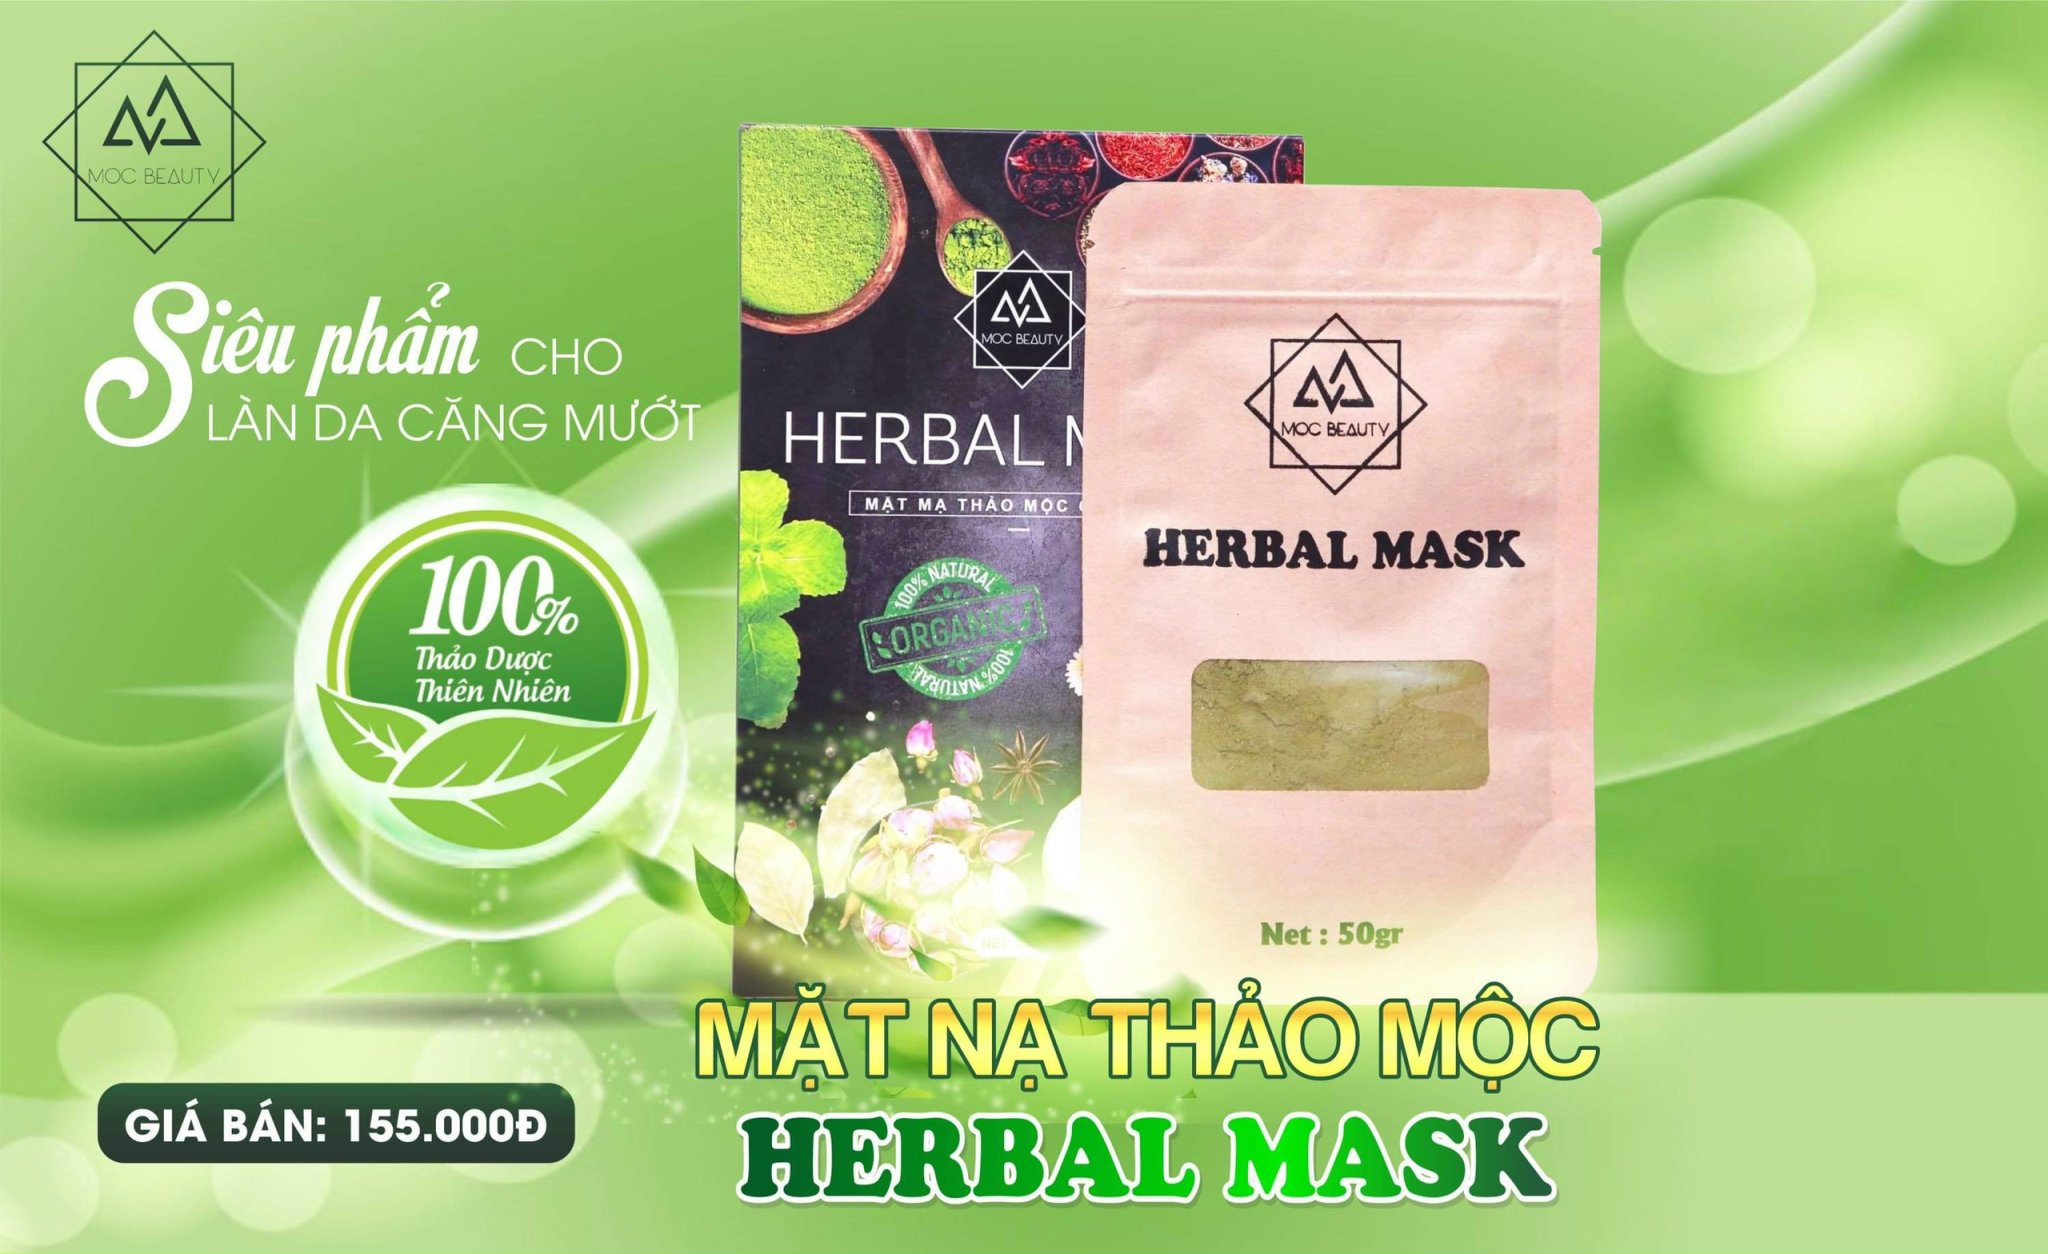 MOC BEAUTY
Siêu phẩm CHO
LÀN DA CĂNG MƯỚT
100%
Thảo Dược
Thiên Nhiên
GIÁ BÁN: 155.000Đ
MOC BEAUTY
HERBAL
MẶT MẠ THẢO MỘC
100% NATURAL
ORGANIC
100% NATURAL
NET:
MOC BEAUTY
HERBAL MASK
Net : 50gr
MẶT NẠ THẢO MỘC
HERBAL MASK